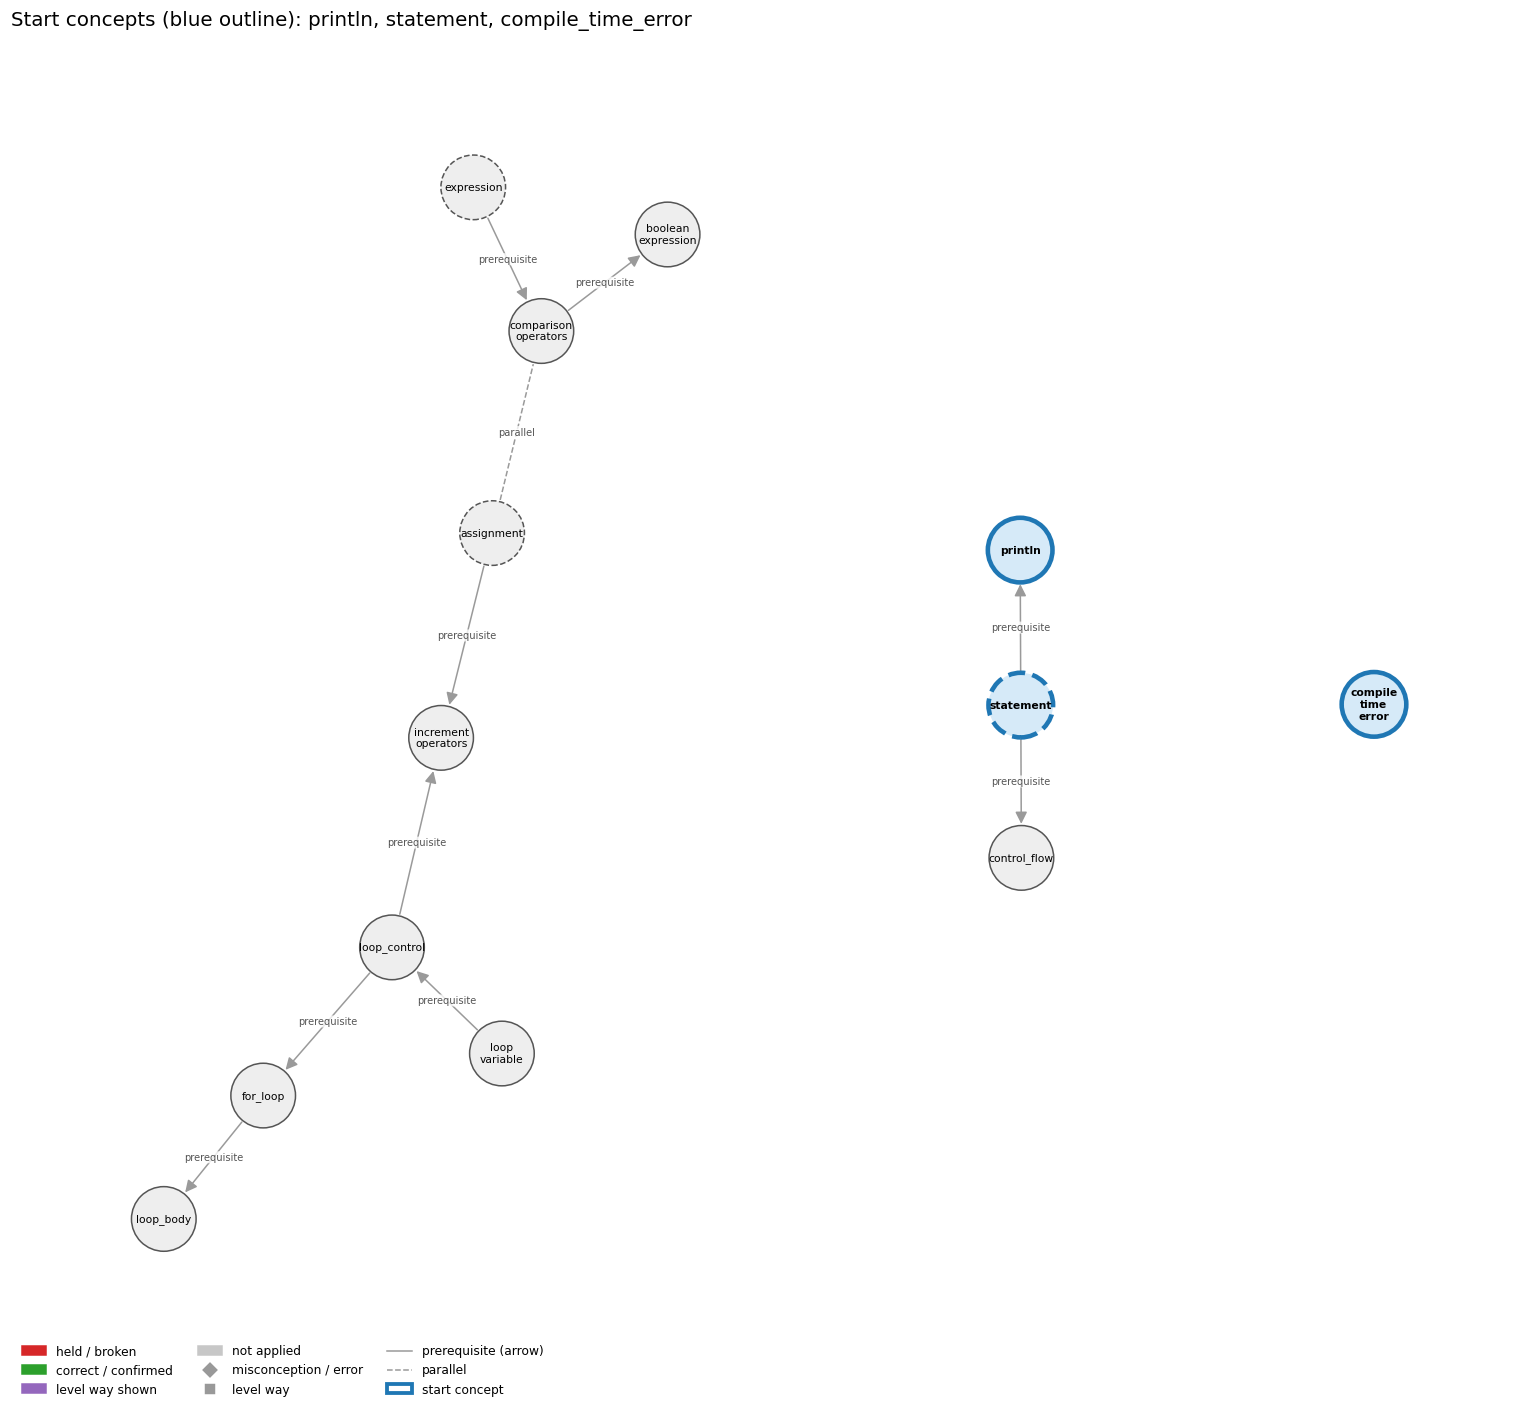 Start concepts (blue outline): println, statement, compile_time_error
expression
boolean
expression
prerequisite
prerequisite
comparison
operators
parallel
assignment
println
prerequisite
prerequisite
statement
compile
time
error
increment
operators
prerequisite
prerequisite
control_flow
loop_control
prerequisite
prerequisite
loop
variable
for_loop
prerequisite
loop_body
held / broken
correct / confirmed
level way shown
not applied
misconception / error
level way
prerequisite (arrow)
parallel
start concept